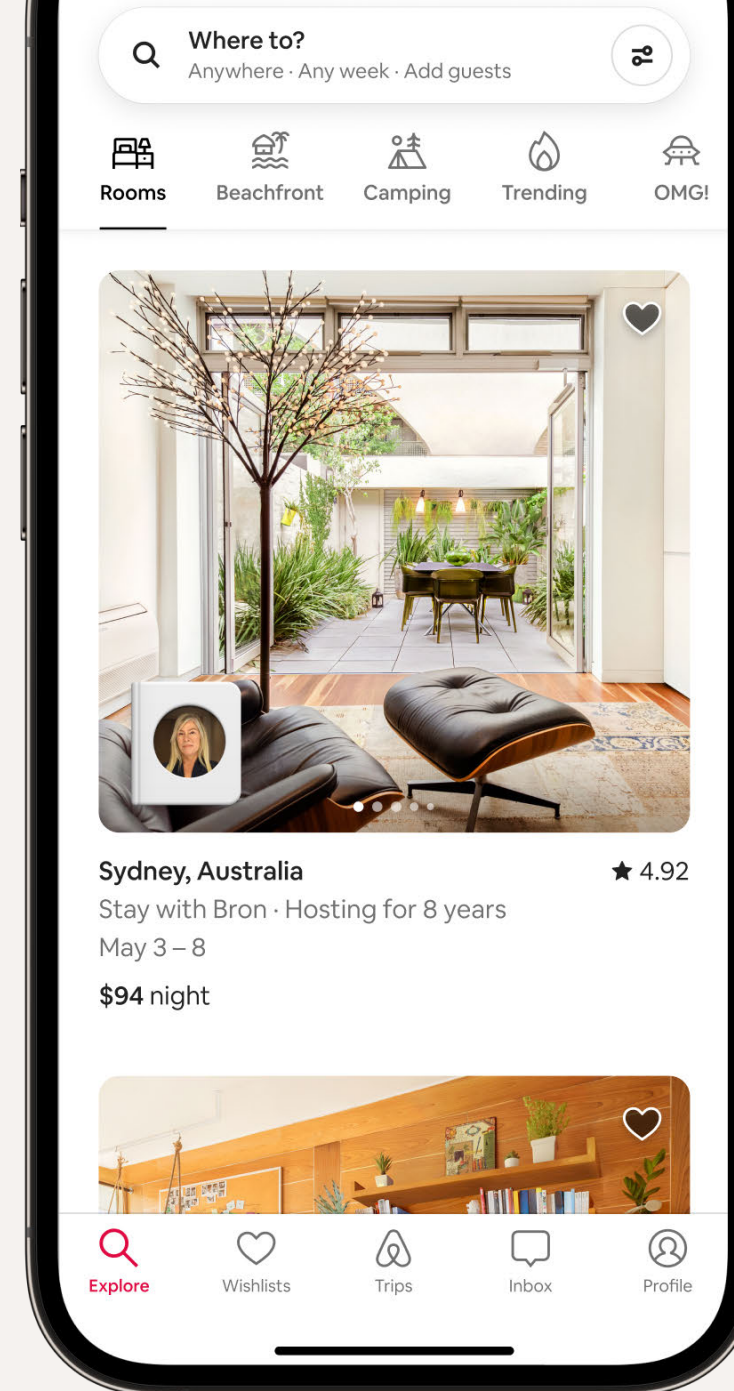 Where to?
Anywhere · Any week · Add guests
Rooms
Beachfront
Camping
Trending
OMG!
Sydney, Australia
4.92
Stay with Bron · Hosting for 8 years
May 3 – 8
$94 night
Explore
Wishlists
Trips
Inbox
Profile